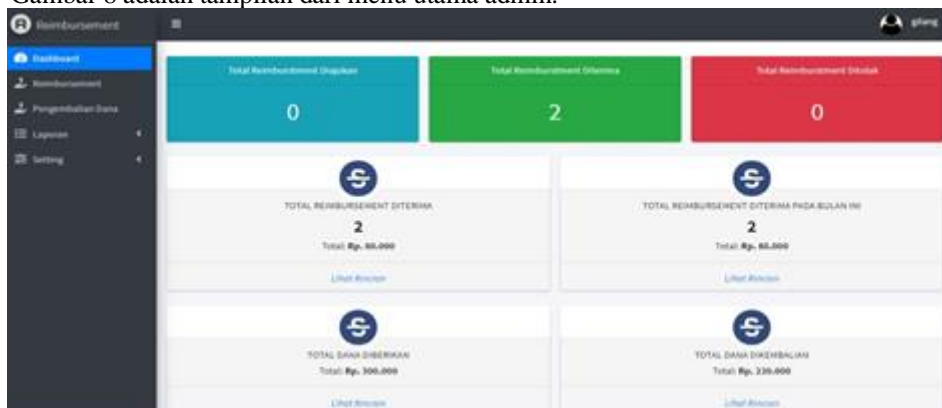 Gambar 8 adalah tampilan dari menu utama admin.
Reimbursement
gilang
Dashboard
Reimbursement
Pengembalian Dana
Laporan
Setting
Total Reimbursement Diajukan
0
Total Reimbursement Diterima
2
Total Reimbursement Ditolak
0
TOTAL REIMBURSEMENT DITERIMA
2
Total: Rp. 80.000
Lihat Rincian
TOTAL REIMBURSEMENT DITERIMA PADA BULAN INI
2
Total: Rp. 80.000
Lihat Rincian
TOTAL DANA DIBERIKAN
Total: Rp. 300.000
Lihat Rincian
TOTAL DANA DIKEMBALIAN
Total: Rp. 220.000
Lihat Rincian